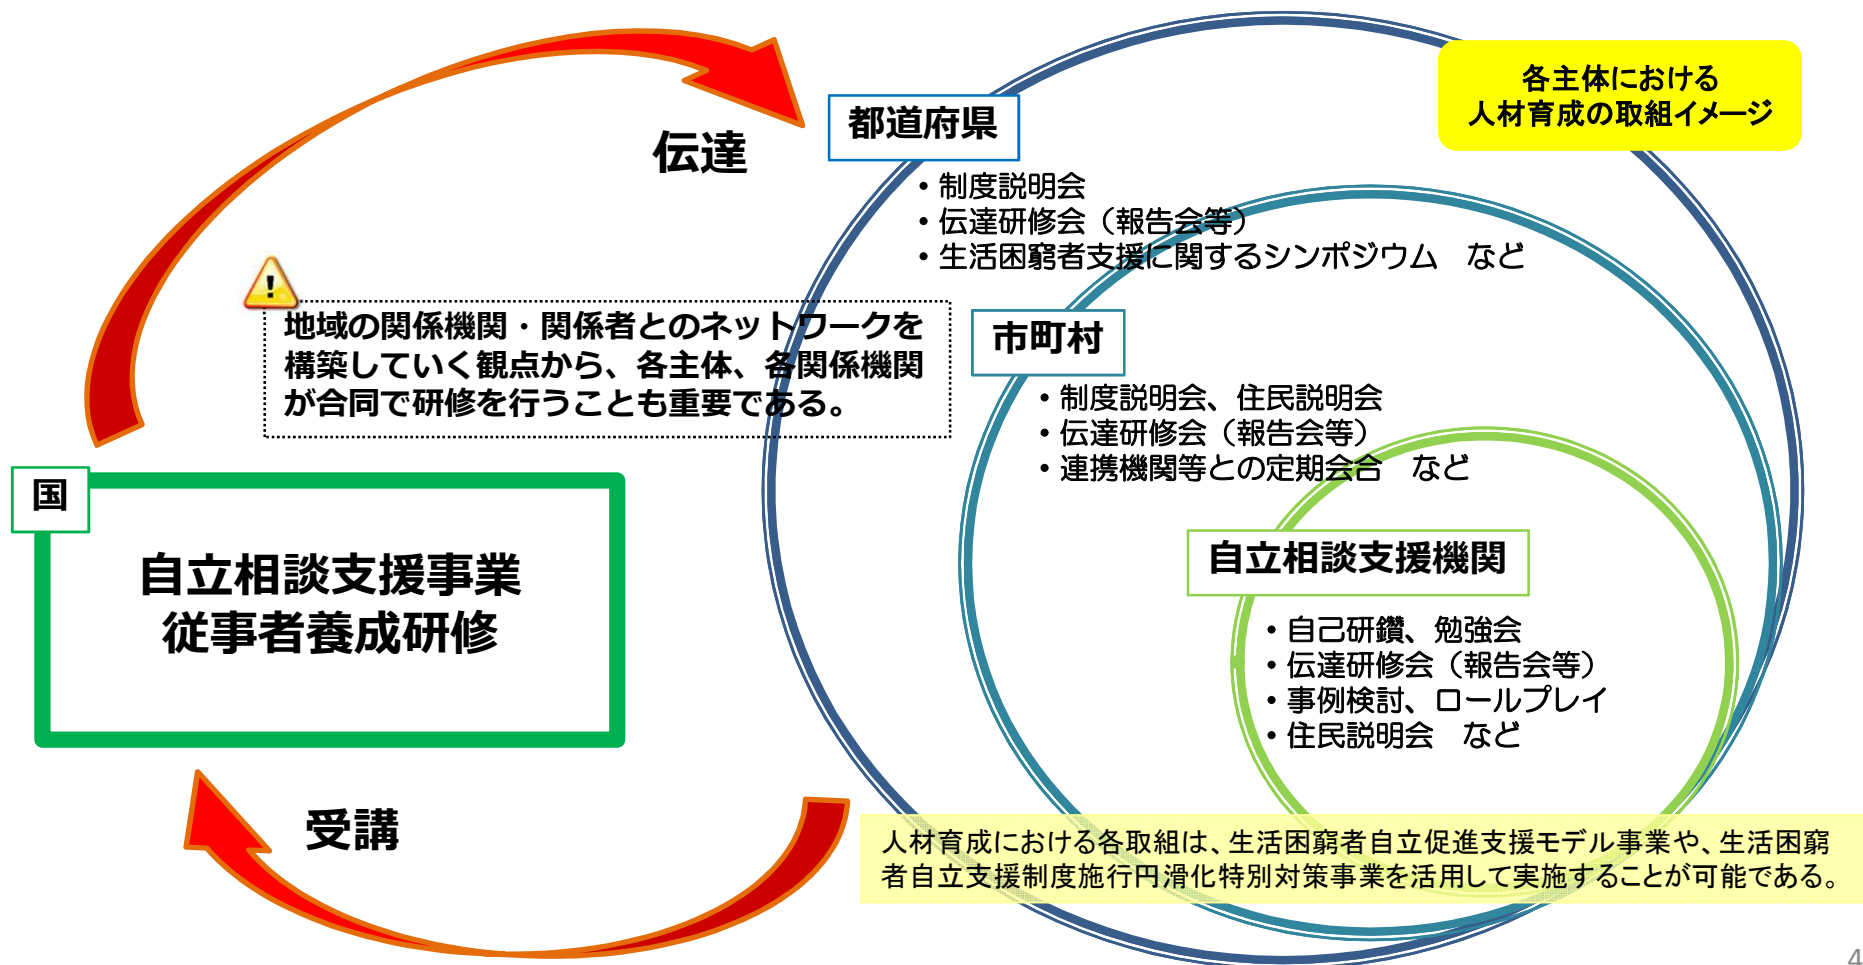 各主体における
人材育成の取組イメージ
伝達
都道府県
・制度説明会
・伝達研修会（報告会等）
・生活困窮者支援に関するシンポジウム　など
地域の関係機関・関係者とのネットワークを
構築していく観点から、各主体、各関係機関
が合同で研修を行うことも重要である。
市町村
・制度説明会、住民説明会
・伝達研修会（報告会等）
・連携機関等との定期会合　など
国
自立相談支援事業
従事者養成研修
自立相談支援機関
・自己研鑽、勉強会
・伝達研修会（報告会等）
・事例検討、ロールプレイ
・住民説明会　など
受講
人材育成における各取組は、生活困窮者自立促進支援モデル事業や、生活困窮
者自立支援制度施行円滑化特別対策事業を活用して実施することが可能である。
4